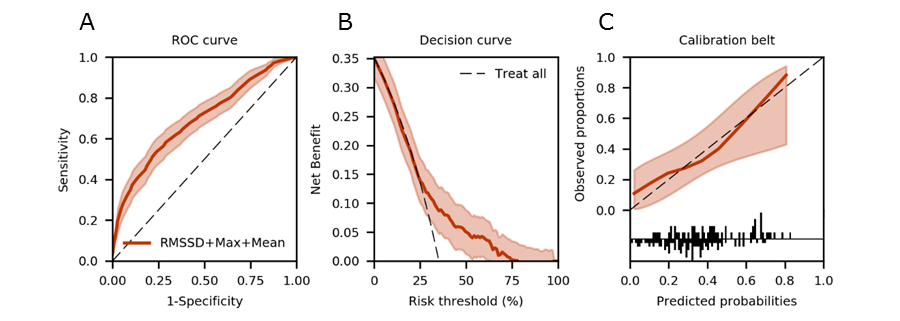 A
B
C
ROC curve
Decision curve
Calibration belt
1.0
0.8
0.6
0.4
0.2
0.0
Sensitivity
0.00
0.25
0.50
0.75
1.00
1-Specificity
RMSSD+Max+Mean
0.35
0.30
0.25
0.20
0.15
0.10
0.05
0.00
Net Benefit
Treat all
0
25
50
75
100
Risk threshold (%)
1.0
0.8
0.6
0.4
0.2
0.0
Observed proportions
0.0
0.2
0.4
0.6
0.8
1.0
Predicted probabilities